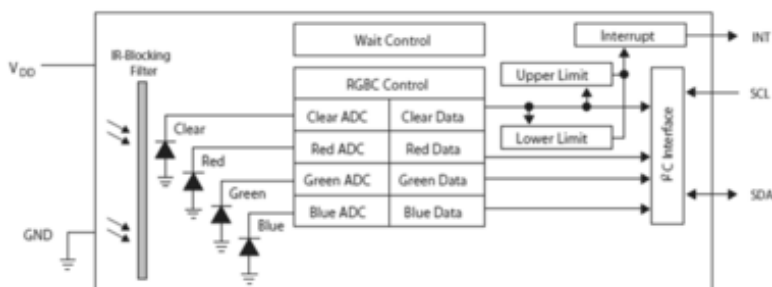 V DD
IR-Blocking
Filter
GND
Clear
Red
Green
Blue
Wait Control
RGBC Control
Clear ADC Clear Data
Red ADC Red Data
Green ADC Green Data
Blue ADC Blue Data
Interrupt
Upper Limit
Lower Limit
I²C Interface
INT
SCL
SDA